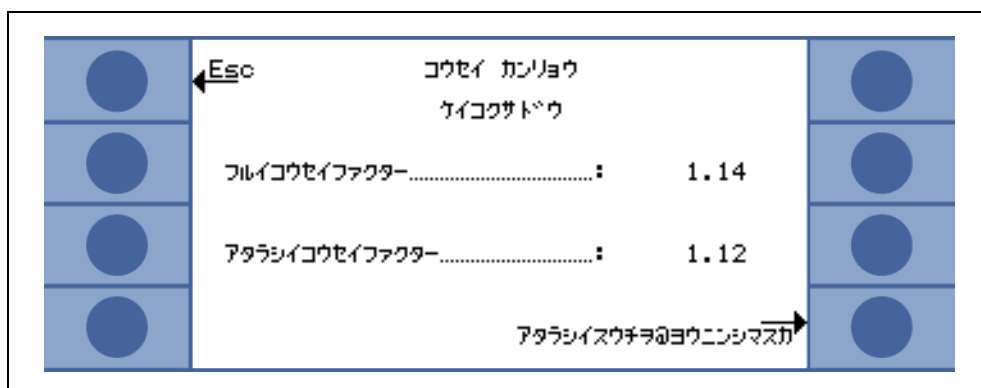 Esc
コウセイ カンリョウ
ケイコクサドウ
フルイコウセイファクター..................................: 1.14
アタラシイコウセイファクター............................: 1.12
アタラシイスウチヲ@ヨウニンシマスカ